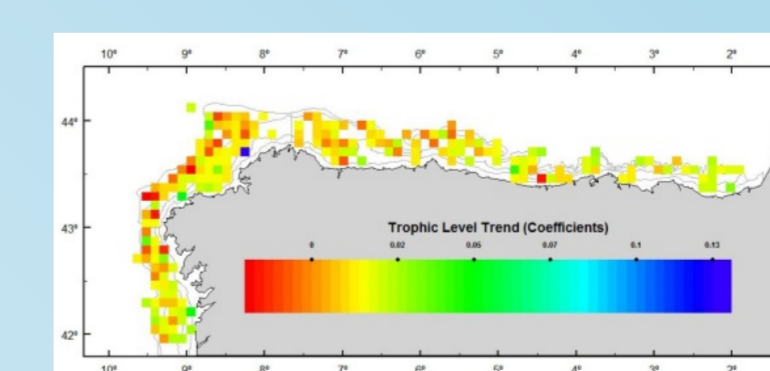 10º 9º 8º 7º 6º 5º 4º 3º 2º
44º
43º
Trophic Level Trend (Coefficients)
0 0.02 0.05 0.07 0.1 0.13
42º
10º 9º 8º 7º 6º 5º 4º 3º 2º